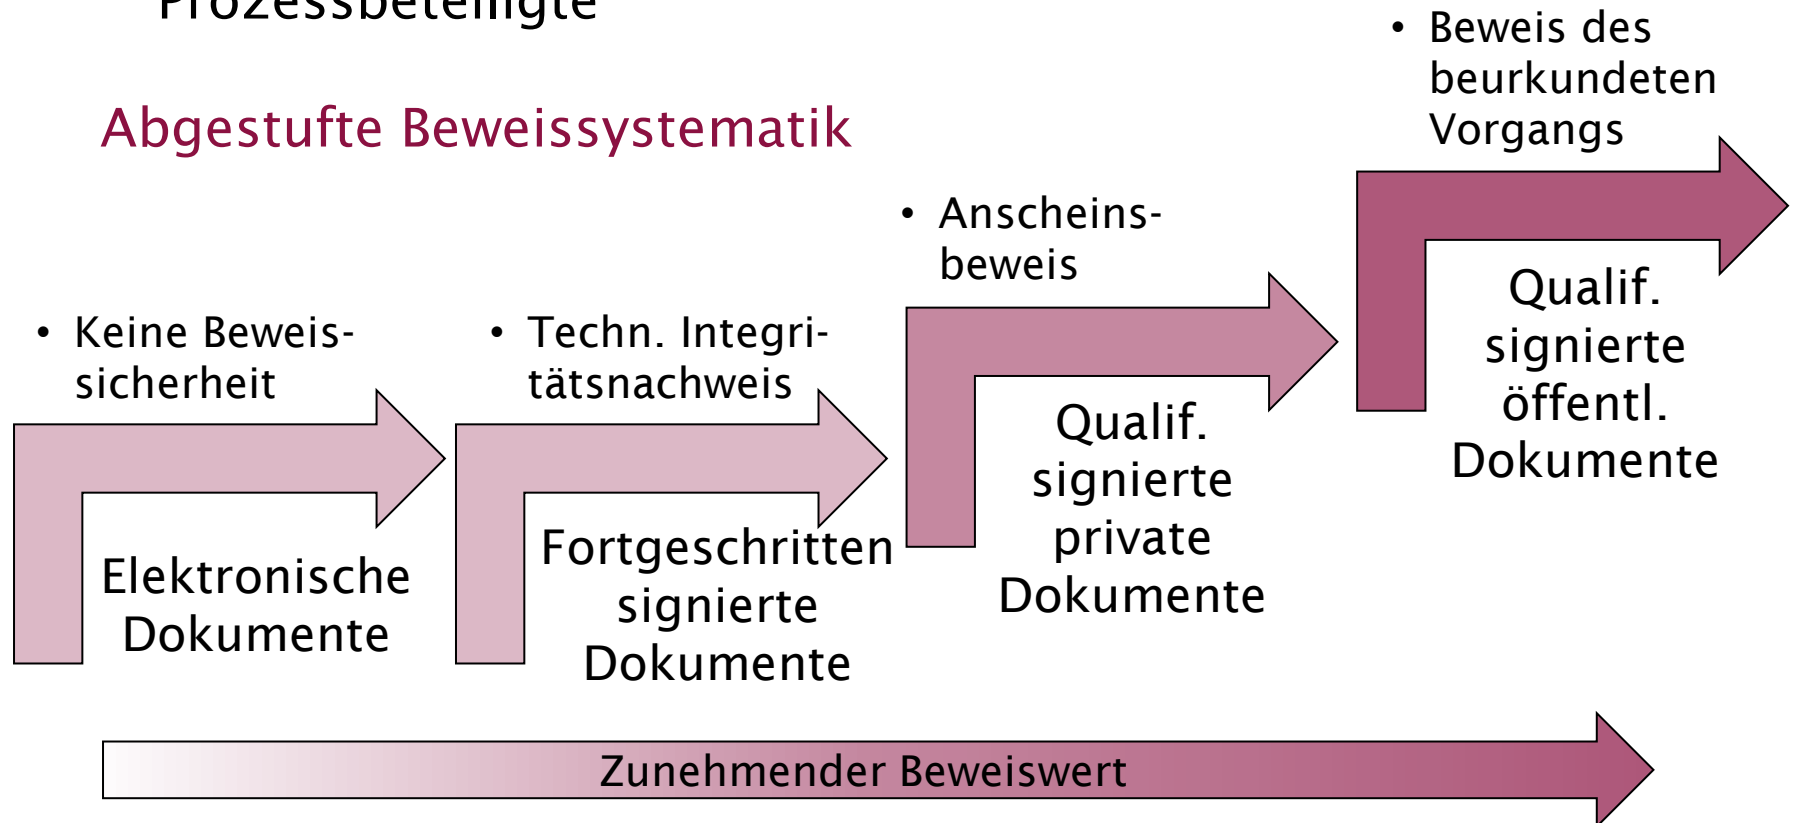 Prozessbeteiligte
Abgestufte Beweissystematik
• Keine Beweis-
sicherheit
Elektronische
Dokumente
• Techn. Integri-
tätsnachweis
Fortgeschritten
signierte
Dokumente
• Anscheins-
beweis
Qualif.
signierte
private
Dokumente
• Beweis des
beurkundeten
Vorgangs
Qualif.
signierte
öffentl.
Dokumente
Zunehmender Beweiswert